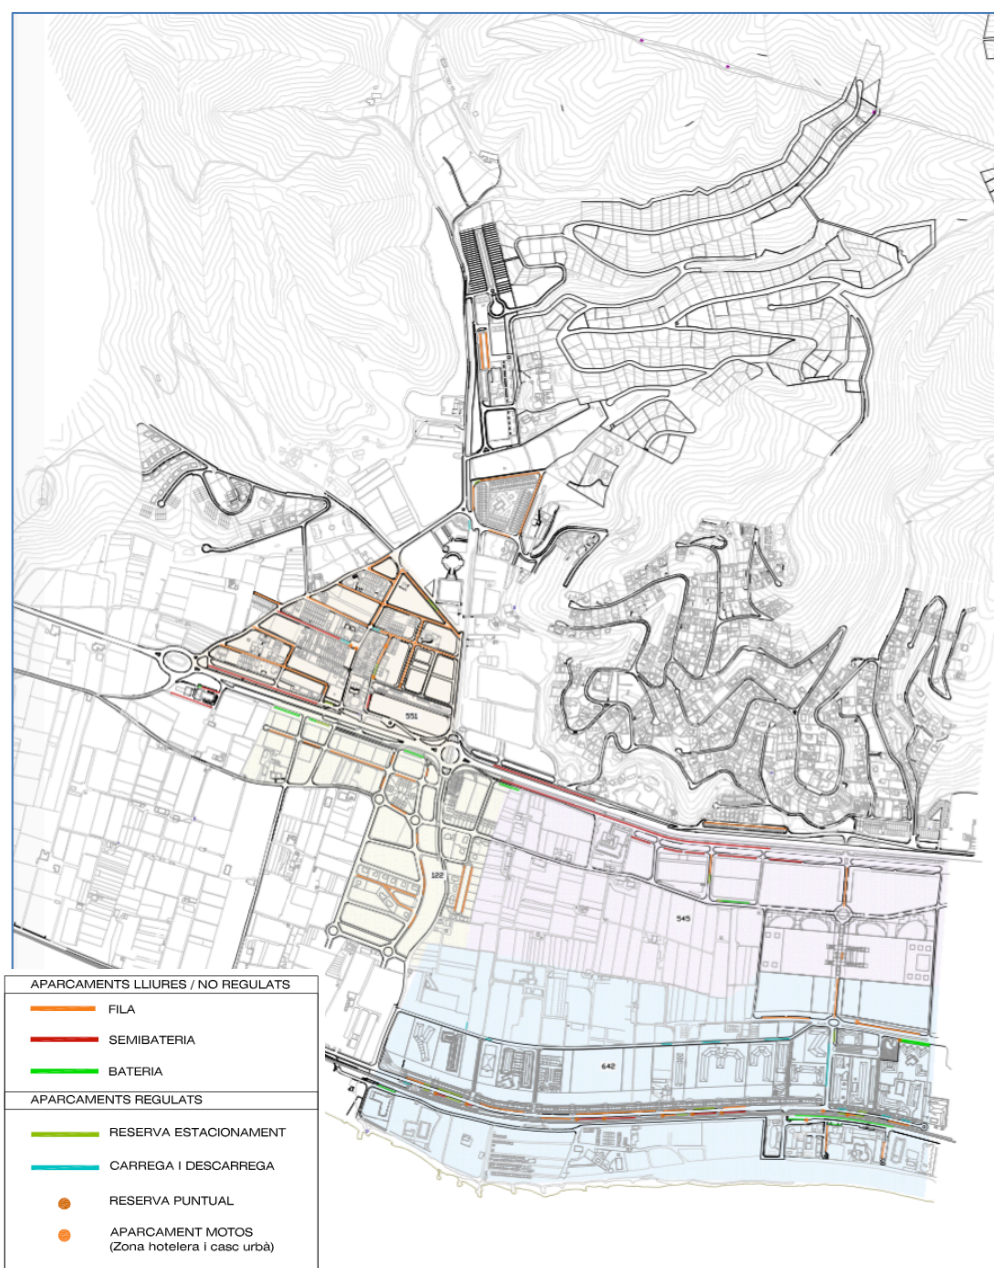 551
122
545
642
APARCAMENTS LLIURES / NO REGULATS
FILA
SEMIBATERIA
BATERIA
APARCAMENTS REGULATS
RESERVA ESTACIONAMENT
CARREGA I DESCARREGA
RESERVA PUNTUAL
APARCAMENT MOTOS
(Zona hotelera i casc urbà)